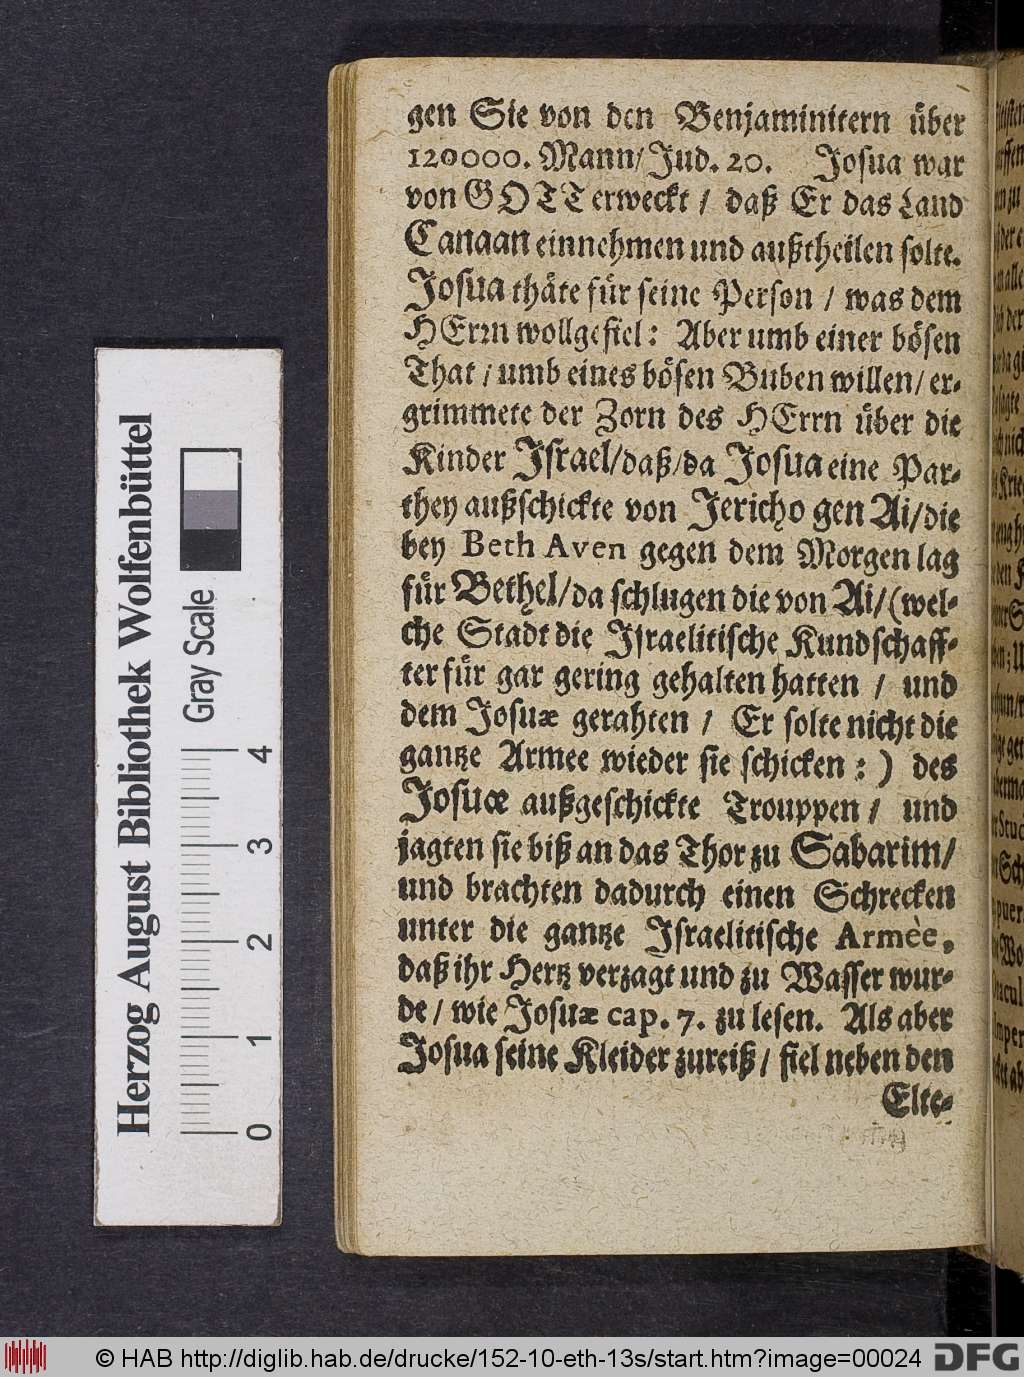 gen Sie von den Benjaminitern über
120000. Mann/ Jud. 20. Josua war
von GOTT erweckt / daß Er das Land
Canaan einnehmen und außtheilen solte.
Josua thäte für seine Person / was dem
HErrn wollgefiel: Aber umb einer bösen
That / umb eines bösen Buben willen/ er-
grimmete der Zorn des HErrn über die
Kinder Israel/daß/da Josua eine Par-
they außschickte von Jericho gen Ai/die
bey Beth Aven gegen dem Morgen lag
für Bethel/da schlugen die von Ai/(wel-
che Stadt die Israelitische Kundschaff-
ter für gar gering gehalten hatten / und
dem Josuæ gerahten / Er solte nicht die
gantze Armee wieder sie schicken: ) des
Josuæ außgeschickte Trouppen / und
jagten sie biß an das Thor zu Sabarim/
und brachten dadurch einen Schrecken
unter die gantze Israelitische Armèe,
daß ihr Hertz verzagt und zu Wasser wur-
de / wie Josuæ cap. 7. zu lesen. Als aber
Josua seine Kleider zureiß / fiel neben den
Elte-
Herzog August Bibliothek Wolfenbüttel
Gray Scale
0 1 2 3 4
© HAB http://diglib.hab.de/drucke/152-10-eth-13s/start.htm?image=00024
DFG